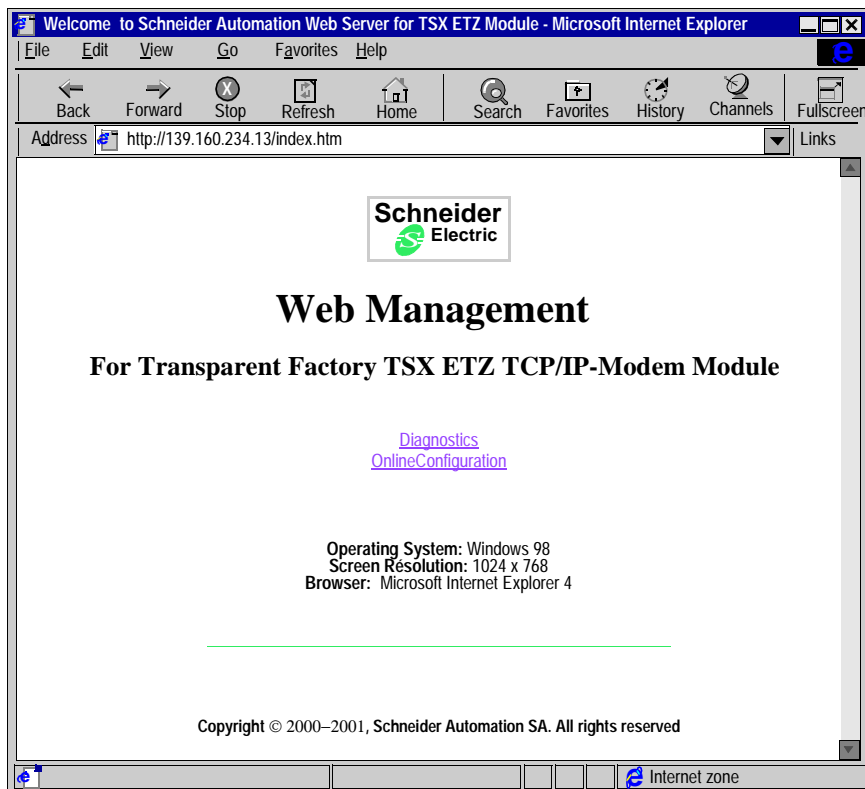 Welcome to Schneider Automation Web Server for TSX ETZ Module - Microsoft Internet Explorer
File Edit View Go Favorites Help
Back Forward Stop Refresh Home Search Favorites History Channels Fullscreen
Address http://139.160.234.13/index.htm Links
Schneider
Electric
Web Management
For Transparent Factory TSX ETZ TCP/IP-Modem Module
Diagnostics
OnlineConfiguration
Operating System: Windows 98
Screen Résolution: 1024 x 768
Browser: Microsoft Internet Explorer 4
Copyright © 2000–2001, Schneider Automation SA. All rights reserved
Internet zone